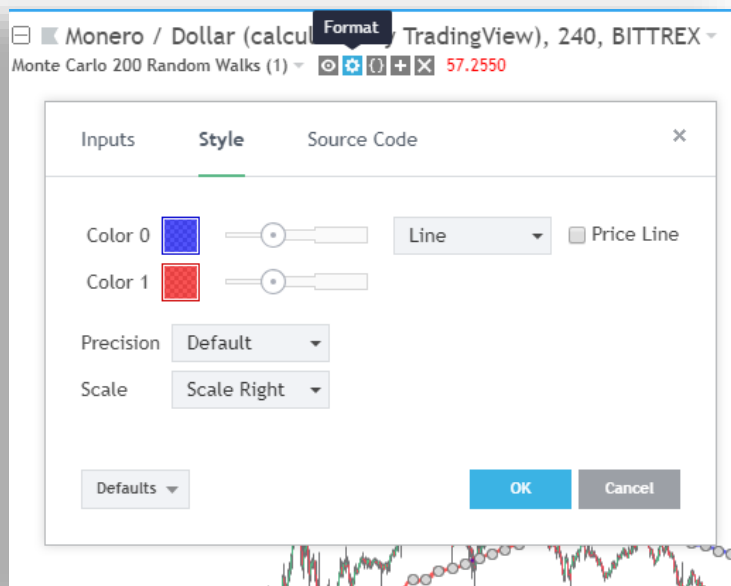 Format
Monero / Dollar (calcul y TradingView), 240, BITTREX
Monte Carlo 200 Random Walks (1) {} 57.2550
Inputs Style Source Code ×
Color 0 Line Price Line
Color 1
Precision Default
Scale Scale Right
Defaults OK Cancel